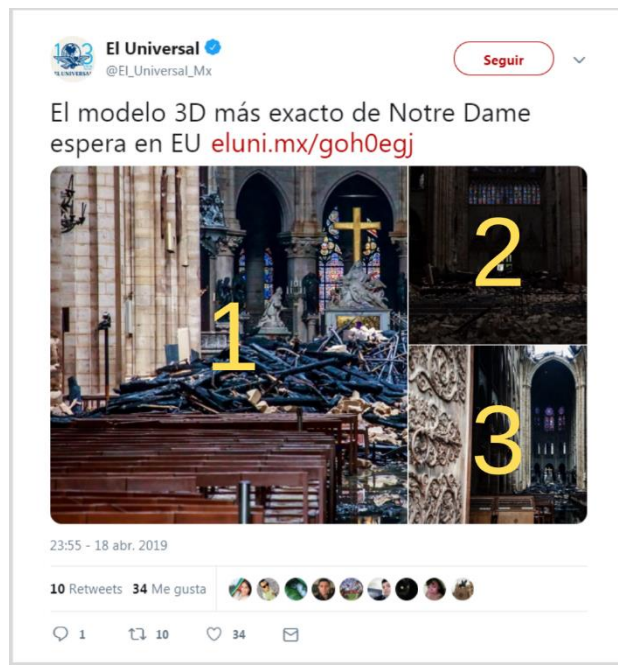 El Universal
@El_Universal_Mx
Seguir
El modelo 3D más exacto de Notre Dame
espera en EU eluni.mx/goh0egj
1
2
3
23:55 - 18 abr. 2019
10 Retweets 34 Me gusta
1 10 34